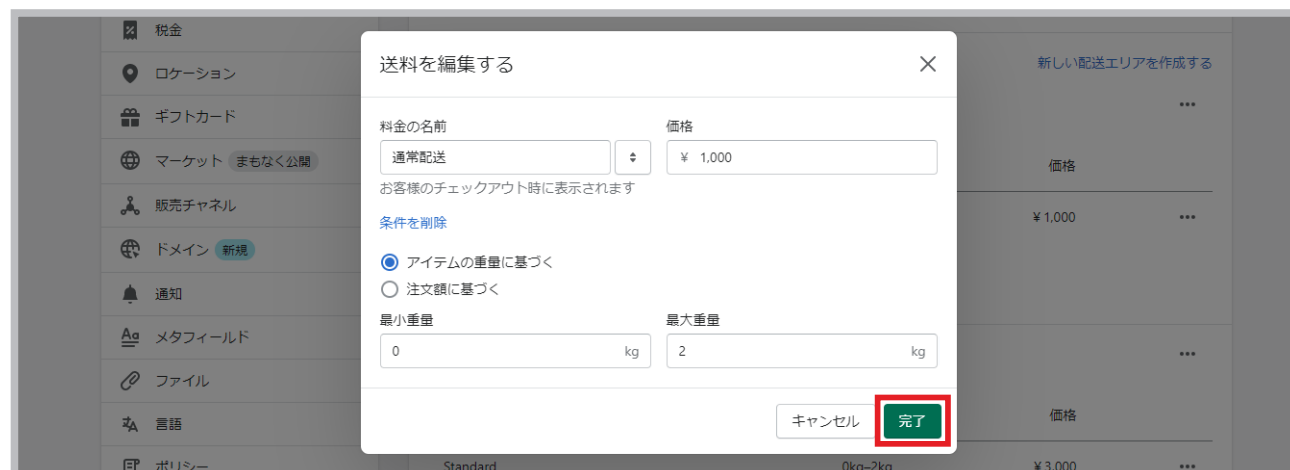 税金
ロケーション
ギフトカード
マーケット まもなく公開
販売チャネル
ドメイン 新規
通知
メタフィールド
ファイル
言語
ポリシー
送料を編集する
料金の名前
通常配送
お客様のチェックアウト時に表示されます
価格
¥ 1,000
条件を削除
アイテムの重量に基づく
注文額に基づく
最小重量
0 kg
最大重量
2 kg
キャンセル
完了
新しい配送エリアを作成する
価格
¥ 1,000
価格
Standard
0kg–2kg
¥ 3,000